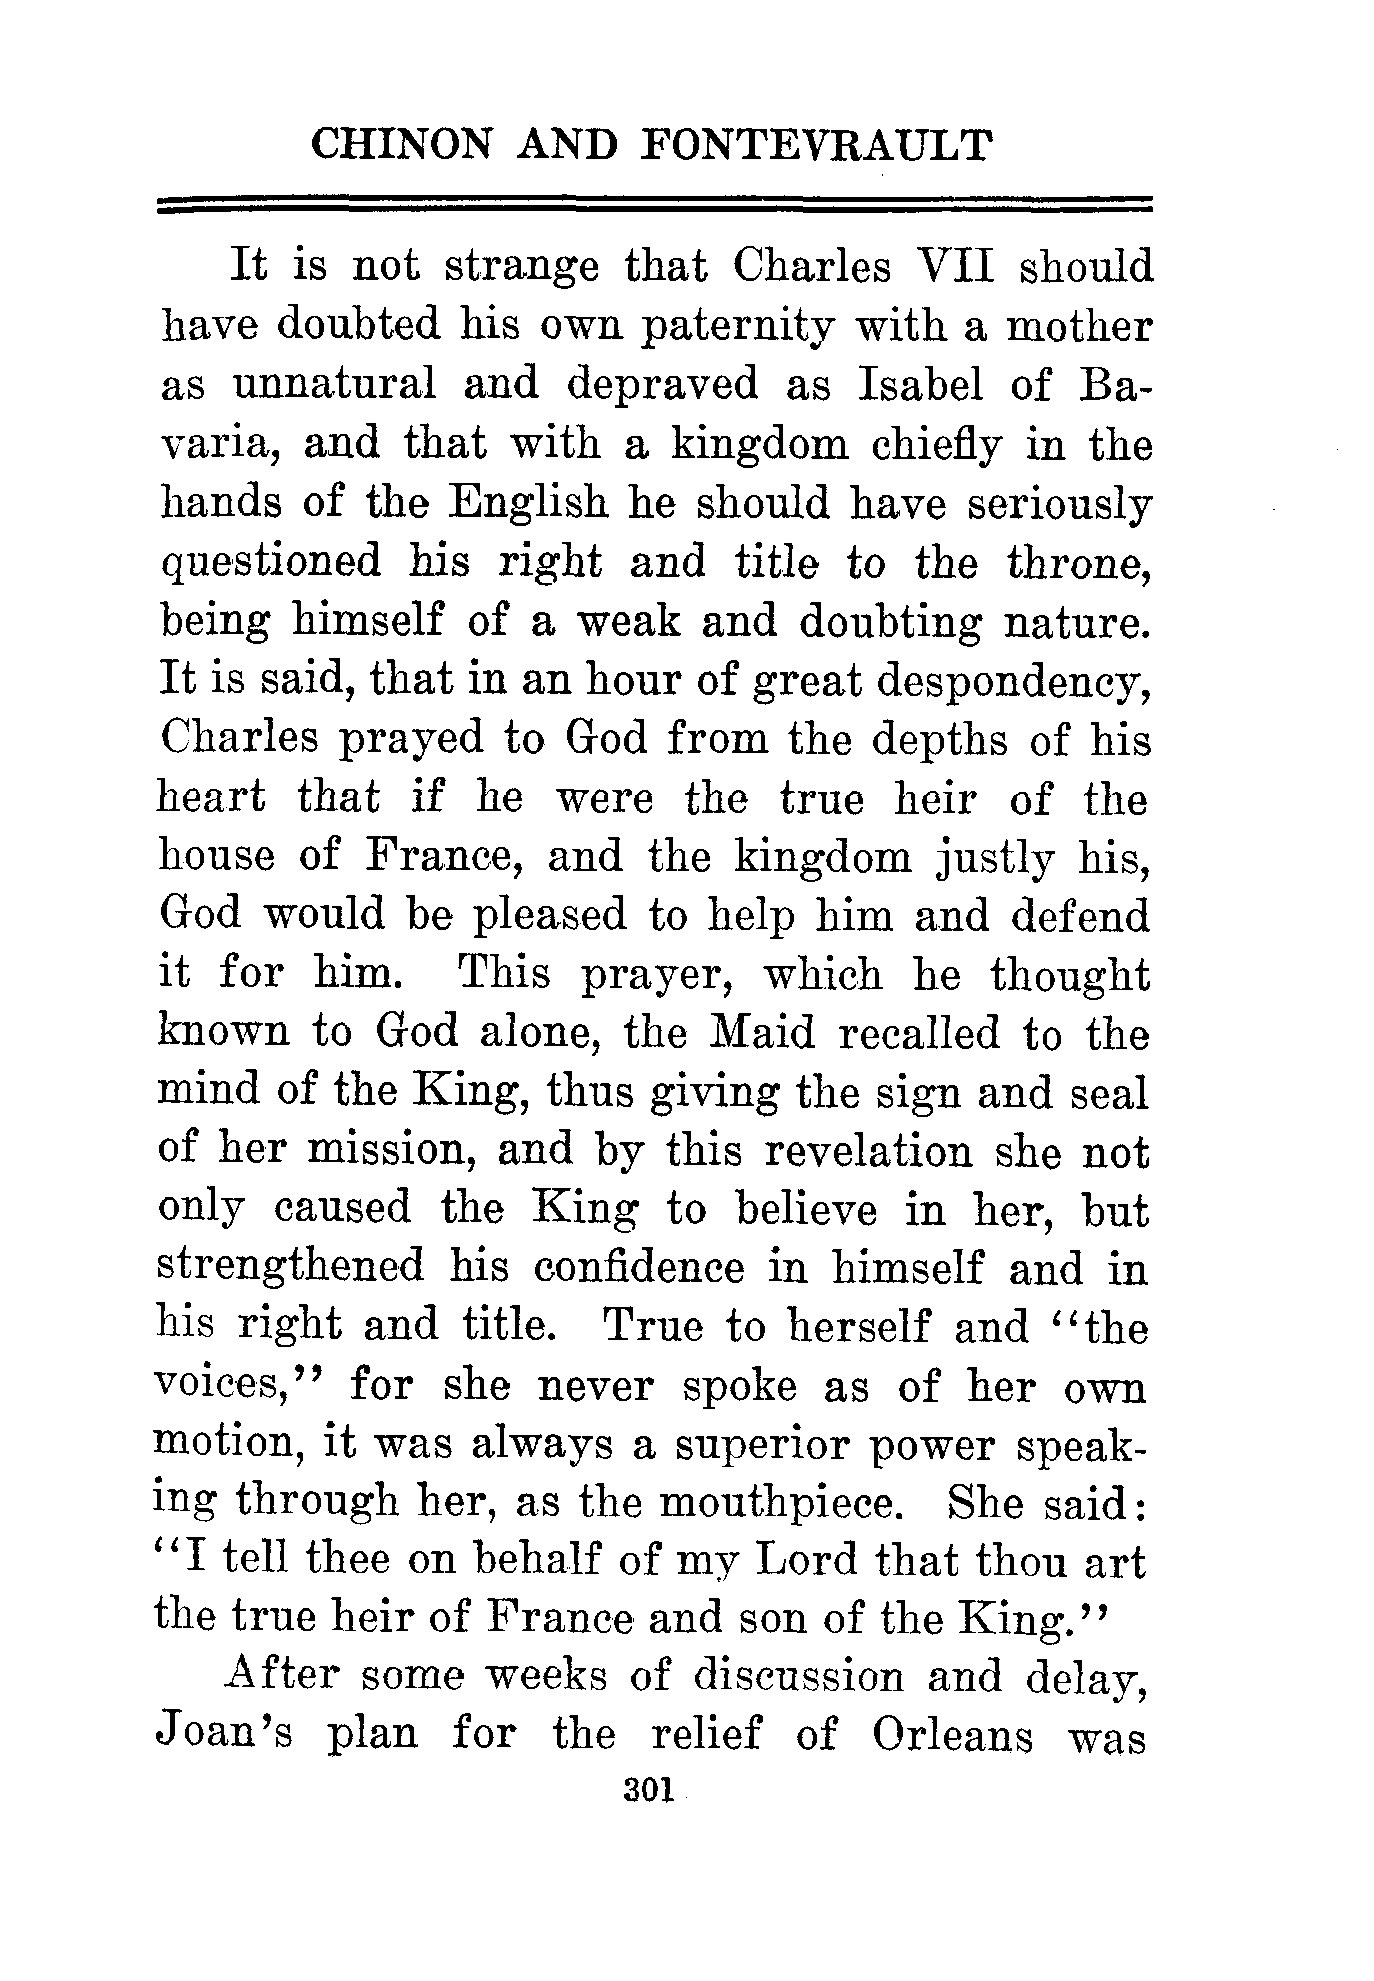 CHINON AND FONTEVRAULT
It is not strange that Charles VII should
have doubted his own paternity with a mother
as unnatural and depraved as Isabel of Ba-
varia, and that with a kingdom chiefly in the
hands of the English he should have seriously
questioned his right and title to the throne,
being himself of a weak and doubting nature.
It is said, that in an hour of great despondency,
Charles prayed to God from the depths of his
heart that if he were the true heir of the
house of France, and the kingdom justly his,
God would be pleased to help him and defend
it for him. This prayer, which he thought
known to God alone, the Maid recalled to the
mind of the King, thus giving the sign and seal
of her mission, and by this revelation she not
only caused the King to believe in her, but
strengthened his confidence in himself and in
his right and title. True to herself and “the
voices,” for she never spoke as of her own
motion, it was always a superior power speak-
ing through her, as the mouthpiece. She said:
“I tell thee on behalf of my Lord that thou art
the true heir of France and son of the King.”
After some weeks of discussion and delay,
Joan's plan for the relief of Orleans was
301